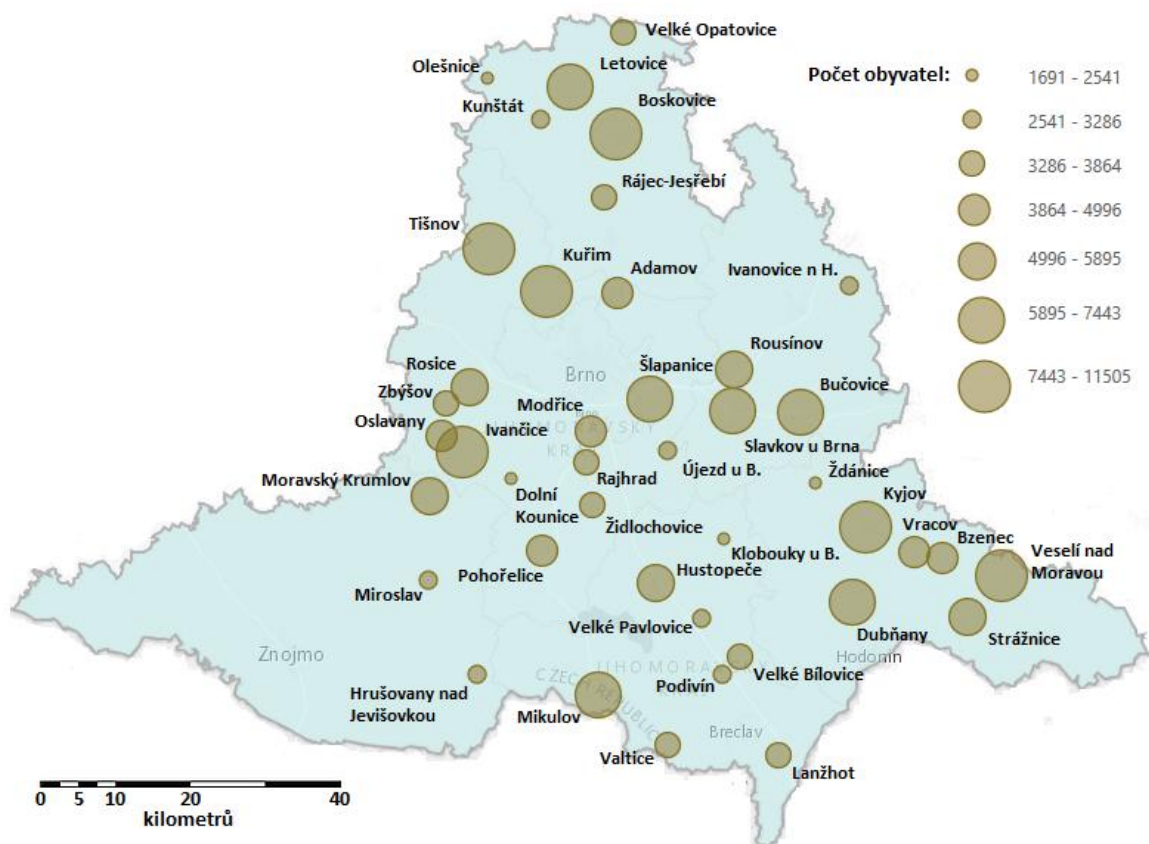 Velké Opatovice
Olešnice
Letovice
Počet obyvatel:
1691 - 2541
Kunštát
Boskovice
2541 - 3286
3286 - 3864
Rájec-Jesřebí
3864 - 4996
Tišnov
Kuřim
Adamov
Ivanovice n H.
4996 - 5895
5895 - 7443
Rousínov
Rosice
Brno
Šlapanice
7443 - 11505
Zbýšov
Modřice
Bučovice
Oslavany
Ivančice
Slavkov u Brna
Moravský Krumlov
Rajhrad
Újezd u B.
Ždánice
Dolní
Kounice
Židlochovice
Kyjov
Vracov
Bzenec
Klobouky u B.
Veselí nad
Moravou
Pohořelice
Hustopeče
Miroslav
Velké Pavlovice
Dubňany
Strážnice
Znojmo
Hodonín
Velké Bílovice
Podivín
CZECH REPUBLIC
Hrušovany nad
Jevišovkou
Mikulov
Breclav
Valtice
Lanžhot
0 5 10 20 40
kilometrů